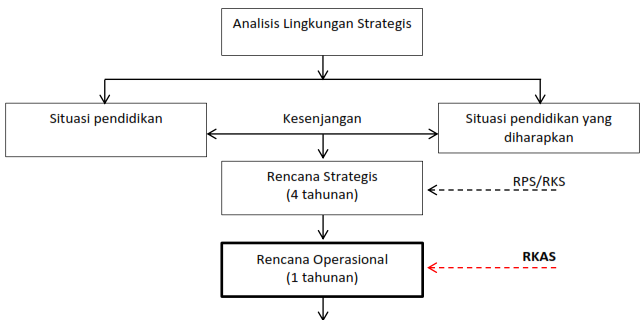 Analisis Lingkungan Strategis
Situasi pendidikan
Kesenjangan
Situasi pendidikan yang
diharapkan
Rencana Strategis
(4 tahunan)
RPS/RKS
Rencana Operasional
(1 tahunan)
RKAS